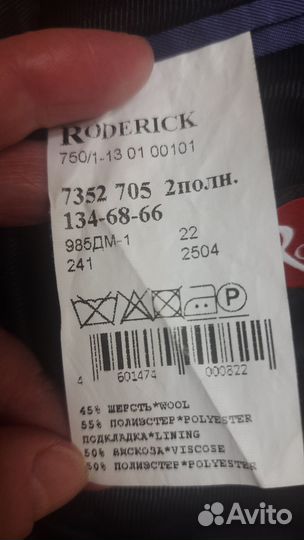 RODERICK
750/1-13 01 00101
7352 705 2полн.
134-68-66
985ДМ-1 22
241 2504
P
4 601474 000822
45% ШЕРСТЬ*WOOL
55% ПОЛИЭСТЕР*POLYESTER
ПОДКЛАДКА*LINING
50% ВИСКОЗА*VISCOSE
50% ПОЛИЭСТЕР*POLYESTER
Avito